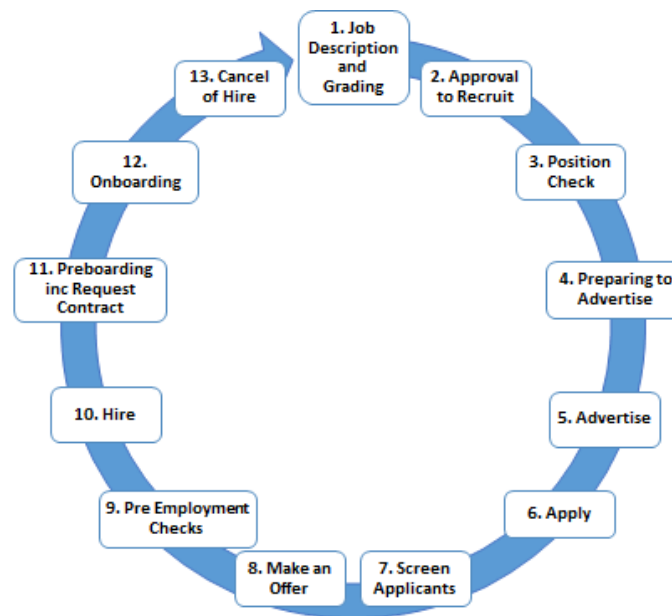 1. Job
Description
and
Grading
2. Approval
to Recruit
3. Position
Check
4. Preparing to
Advertise
5. Advertise
6. Apply
7. Screen
Applicants
8. Make an
Offer
9. Pre Employment
Checks
10. Hire
11. Preboarding
inc Request
Contract
12.
Onboarding
13. Cancel
of Hire